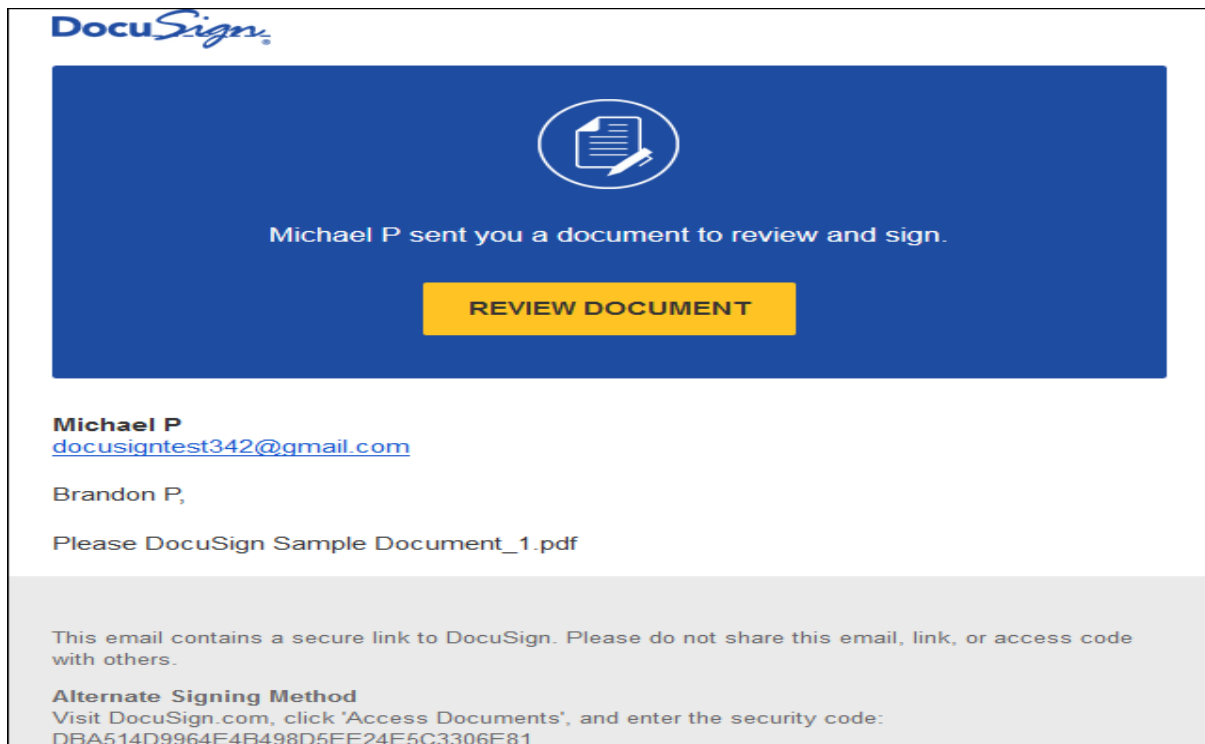 DocuSign
Michael P sent you a document to review and sign.
REVIEW DOCUMENT
Michael P
docusigntest342@gmail.com
Brandon P,
Please DocuSign Sample Document_1.pdf
This email contains a secure link to DocuSign. Please do not share this email, link, or access code
with others.
Alternate Signing Method
Visit DocuSign.com, click 'Access Documents', and enter the security code:
DBA514D9964E4B498D5EE24E5C3306E81